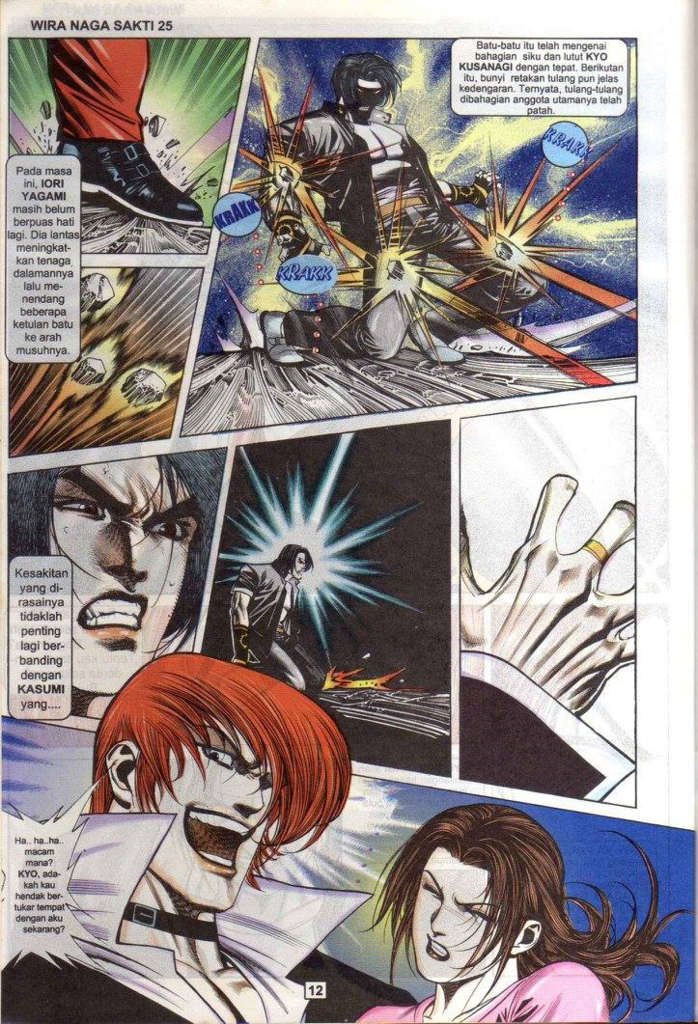 WIRA NAGA SAKTI 25
Batu-batu itu telah mengenai
bahagian siku dan lutut KYO
KUSANAGI dengan tepat. Berikutan
itu, bunyi retakan tulang pun jelas
kedengaran. Ternyata, tulang-tulang
dibahagian anggota utamanya telah
patah.
KRAKK
KRAKK
KRAKK
Pada masa
ini, IORI
YAGAMI
masih belum
berpuas hati
lagi. Dia lantas
meningkat-
kan tenaga
dalamannya
lalu me-
nendang
beberapa
ketulan batu
ke arah
musuhnya.
Kesakitan
yang di-
rasainya
tidaklah
penting
lagi ber-
banding
dengan
KASUMI
yang....
Ha.. ha..ha..
macam
mana?
KYO, ada-
kah kau
hendak ber-
tukar tempat
dengan aku
sekarang?
12